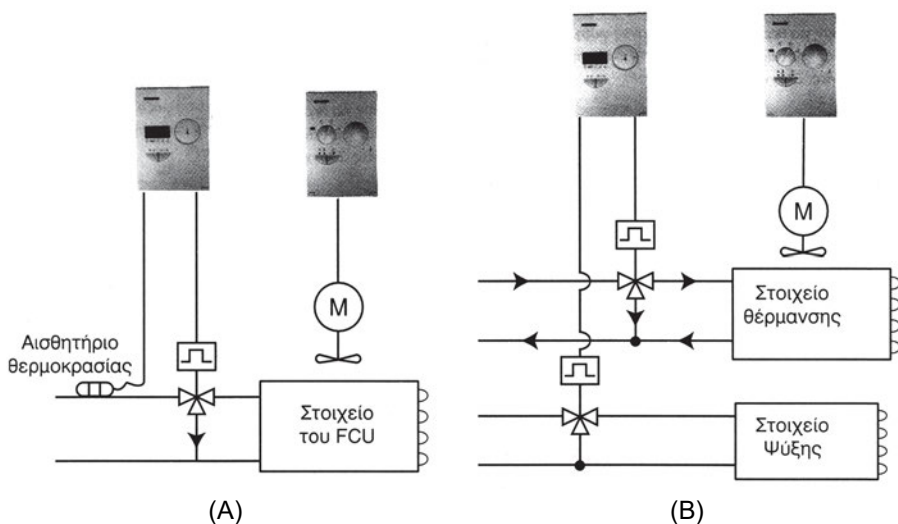 Αισθητήριο
θερμοκρασίας
M
Στοιχείο
του FCU
(A)
M
Στοιχείο
θέρμανσης
Στοιχείο
Ψύξης
(B)